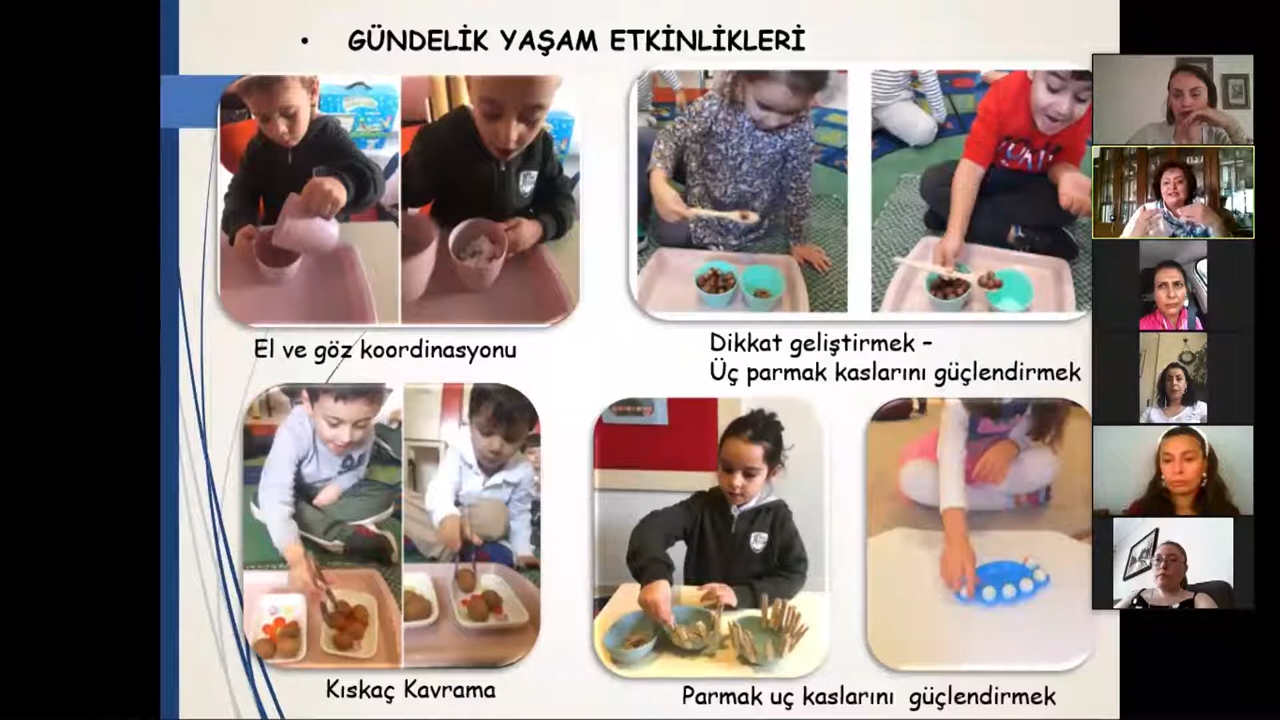 • GÜNDELİK YAŞAM ETKİNLİKLERİ
El ve göz koordinasyonu
Dikkat geliştirmek –
Üç parmak kaslarını güçlendirmek
Kıskaç Kavrama
Parmak uç kaslarını güçlendirmek